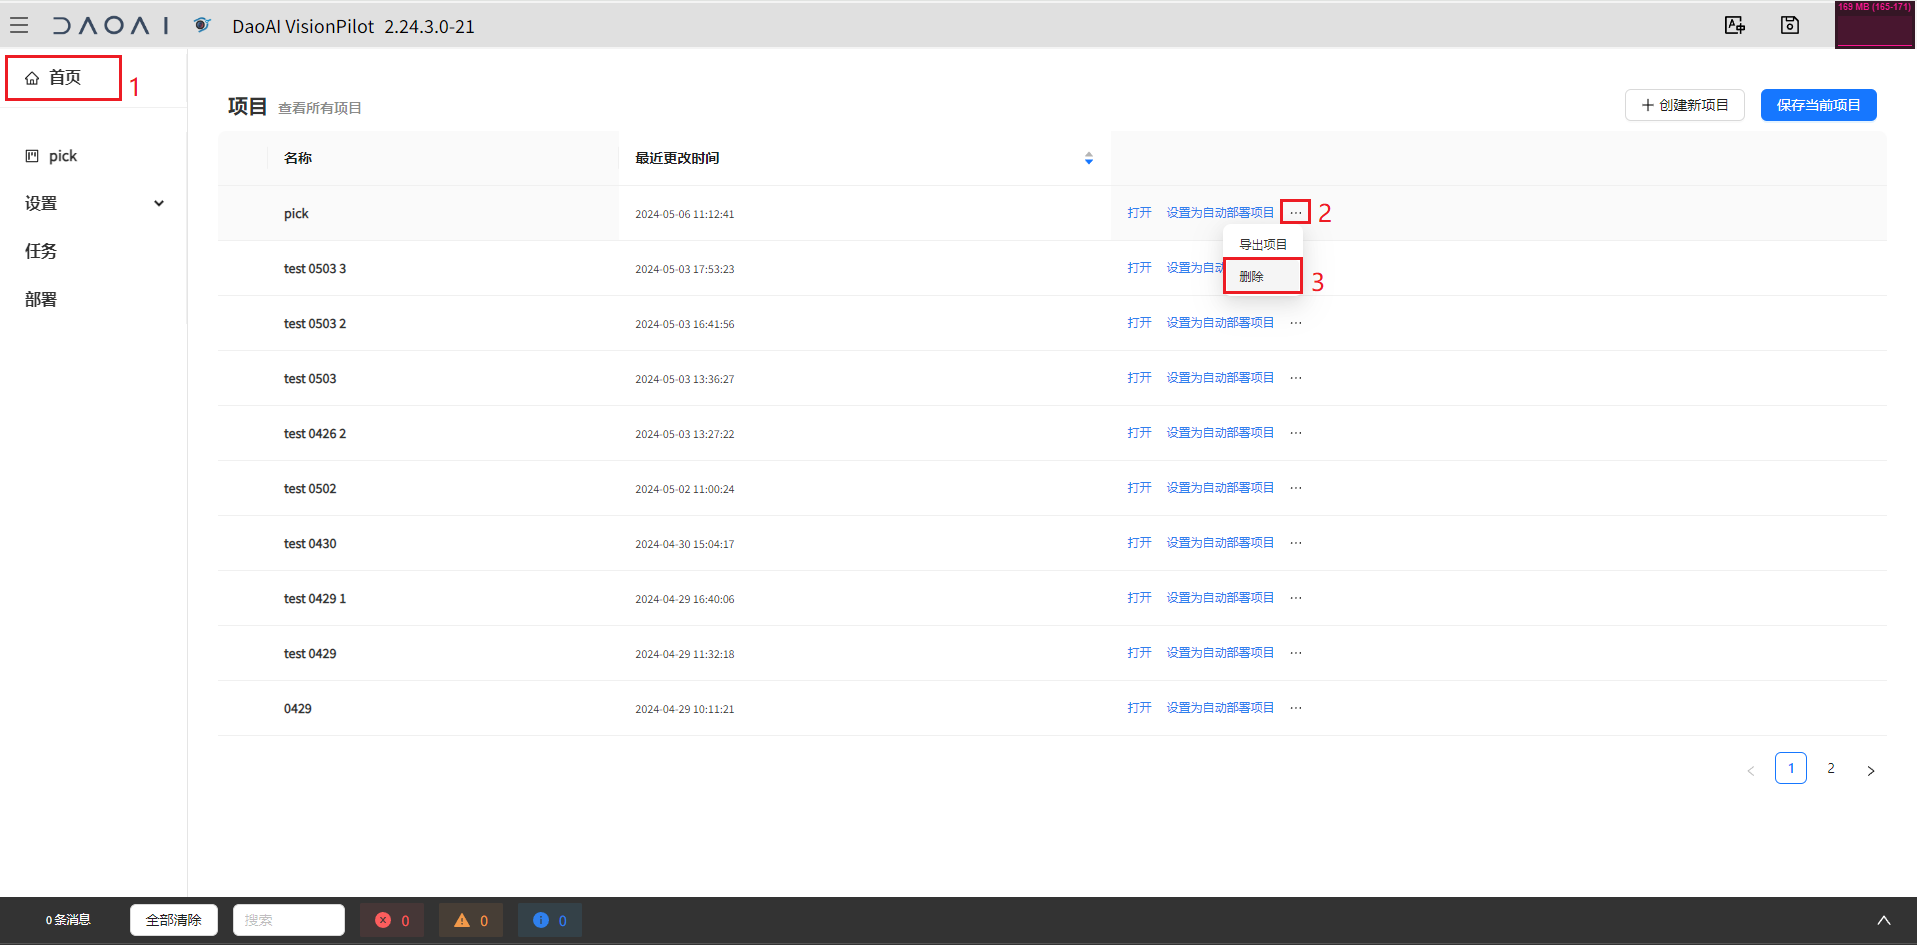 DAOAI DaoAI VisionPilot 2.24.3.0-21
169 MB (165-171)
首页 1
项目 查看所有项目
创建新项目 保存当前项目
pick
设置
任务
部署
名称 最近更改时间
pick 2024-05-06 11:12:41 打开 设置为自动部署项目 ··· 2
导出项目
删除 3
test 0503 3 2024-05-03 17:53:23 打开 设置为自动
test 0503 2 2024-05-03 16:41:56 打开 设置为自动部署项目 ···
test 0503 2024-05-03 13:36:27 打开 设置为自动部署项目 ···
test 0426 2 2024-05-03 13:27:22 打开 设置为自动部署项目 ···
test 0502 2024-05-02 11:00:24 打开 设置为自动部署项目 ···
test 0430 2024-04-30 15:04:17 打开 设置为自动部署项目 ···
test 0429 1 2024-04-29 16:40:06 打开 设置为自动部署项目 ···
test 0429 2024-04-29 11:32:18 打开 设置为自动部署项目 ···
0429 2024-04-29 10:11:21 打开 设置为自动部署项目 ···
< 1 2 >
0 条消息 全部清除 搜索 0 0 0